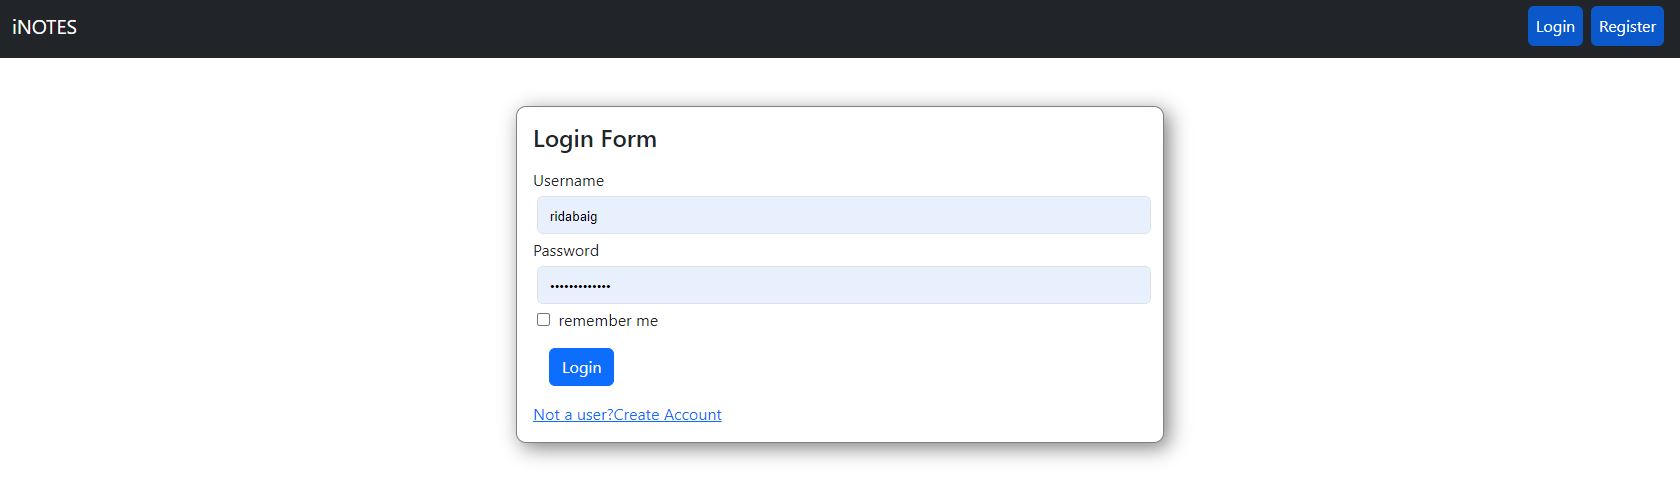 iNOTES
Login Register
Login Form
Username
ridabaig
Password
•••••••••••••
remember me
Login
Not a user?Create Account